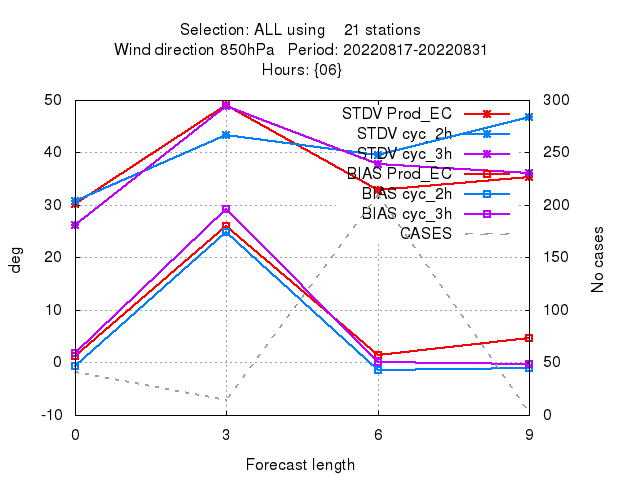 Selection: ALL using 21 stations
Wind direction 850hPa Period: 20220817-20220831
Hours: {06}
50 300
STDV Prod_EC
STDV cyc_2h
40 250
STDV cyc_3h
BIAS Prod_EC
BIAS cyc_2h
30 200
BIAS cyc_3h
CASES
deg
No cases
20 150
10 100
0 50
-10 0
0 3 6 9
Forecast length